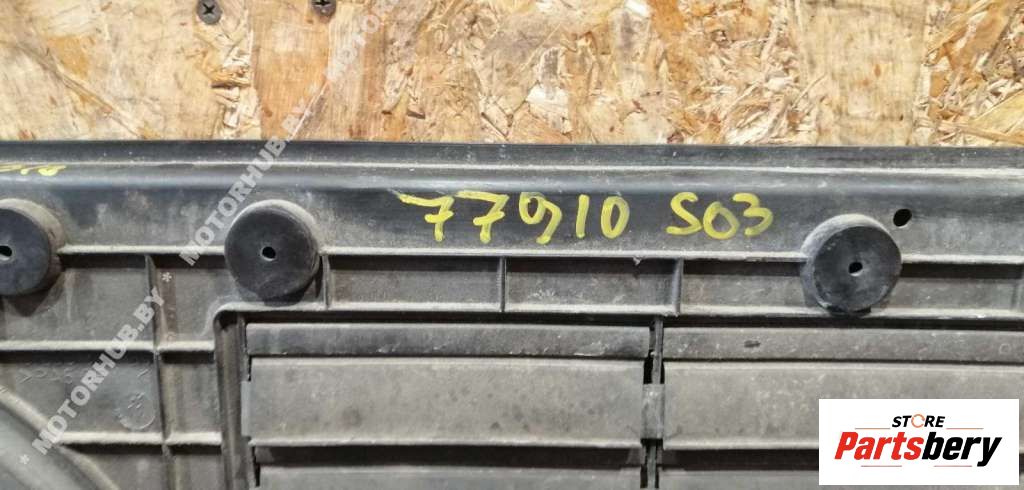 77910 S03
* MOTORHUB.BY *
MOTORHUB.BY
STORE
Partsbery